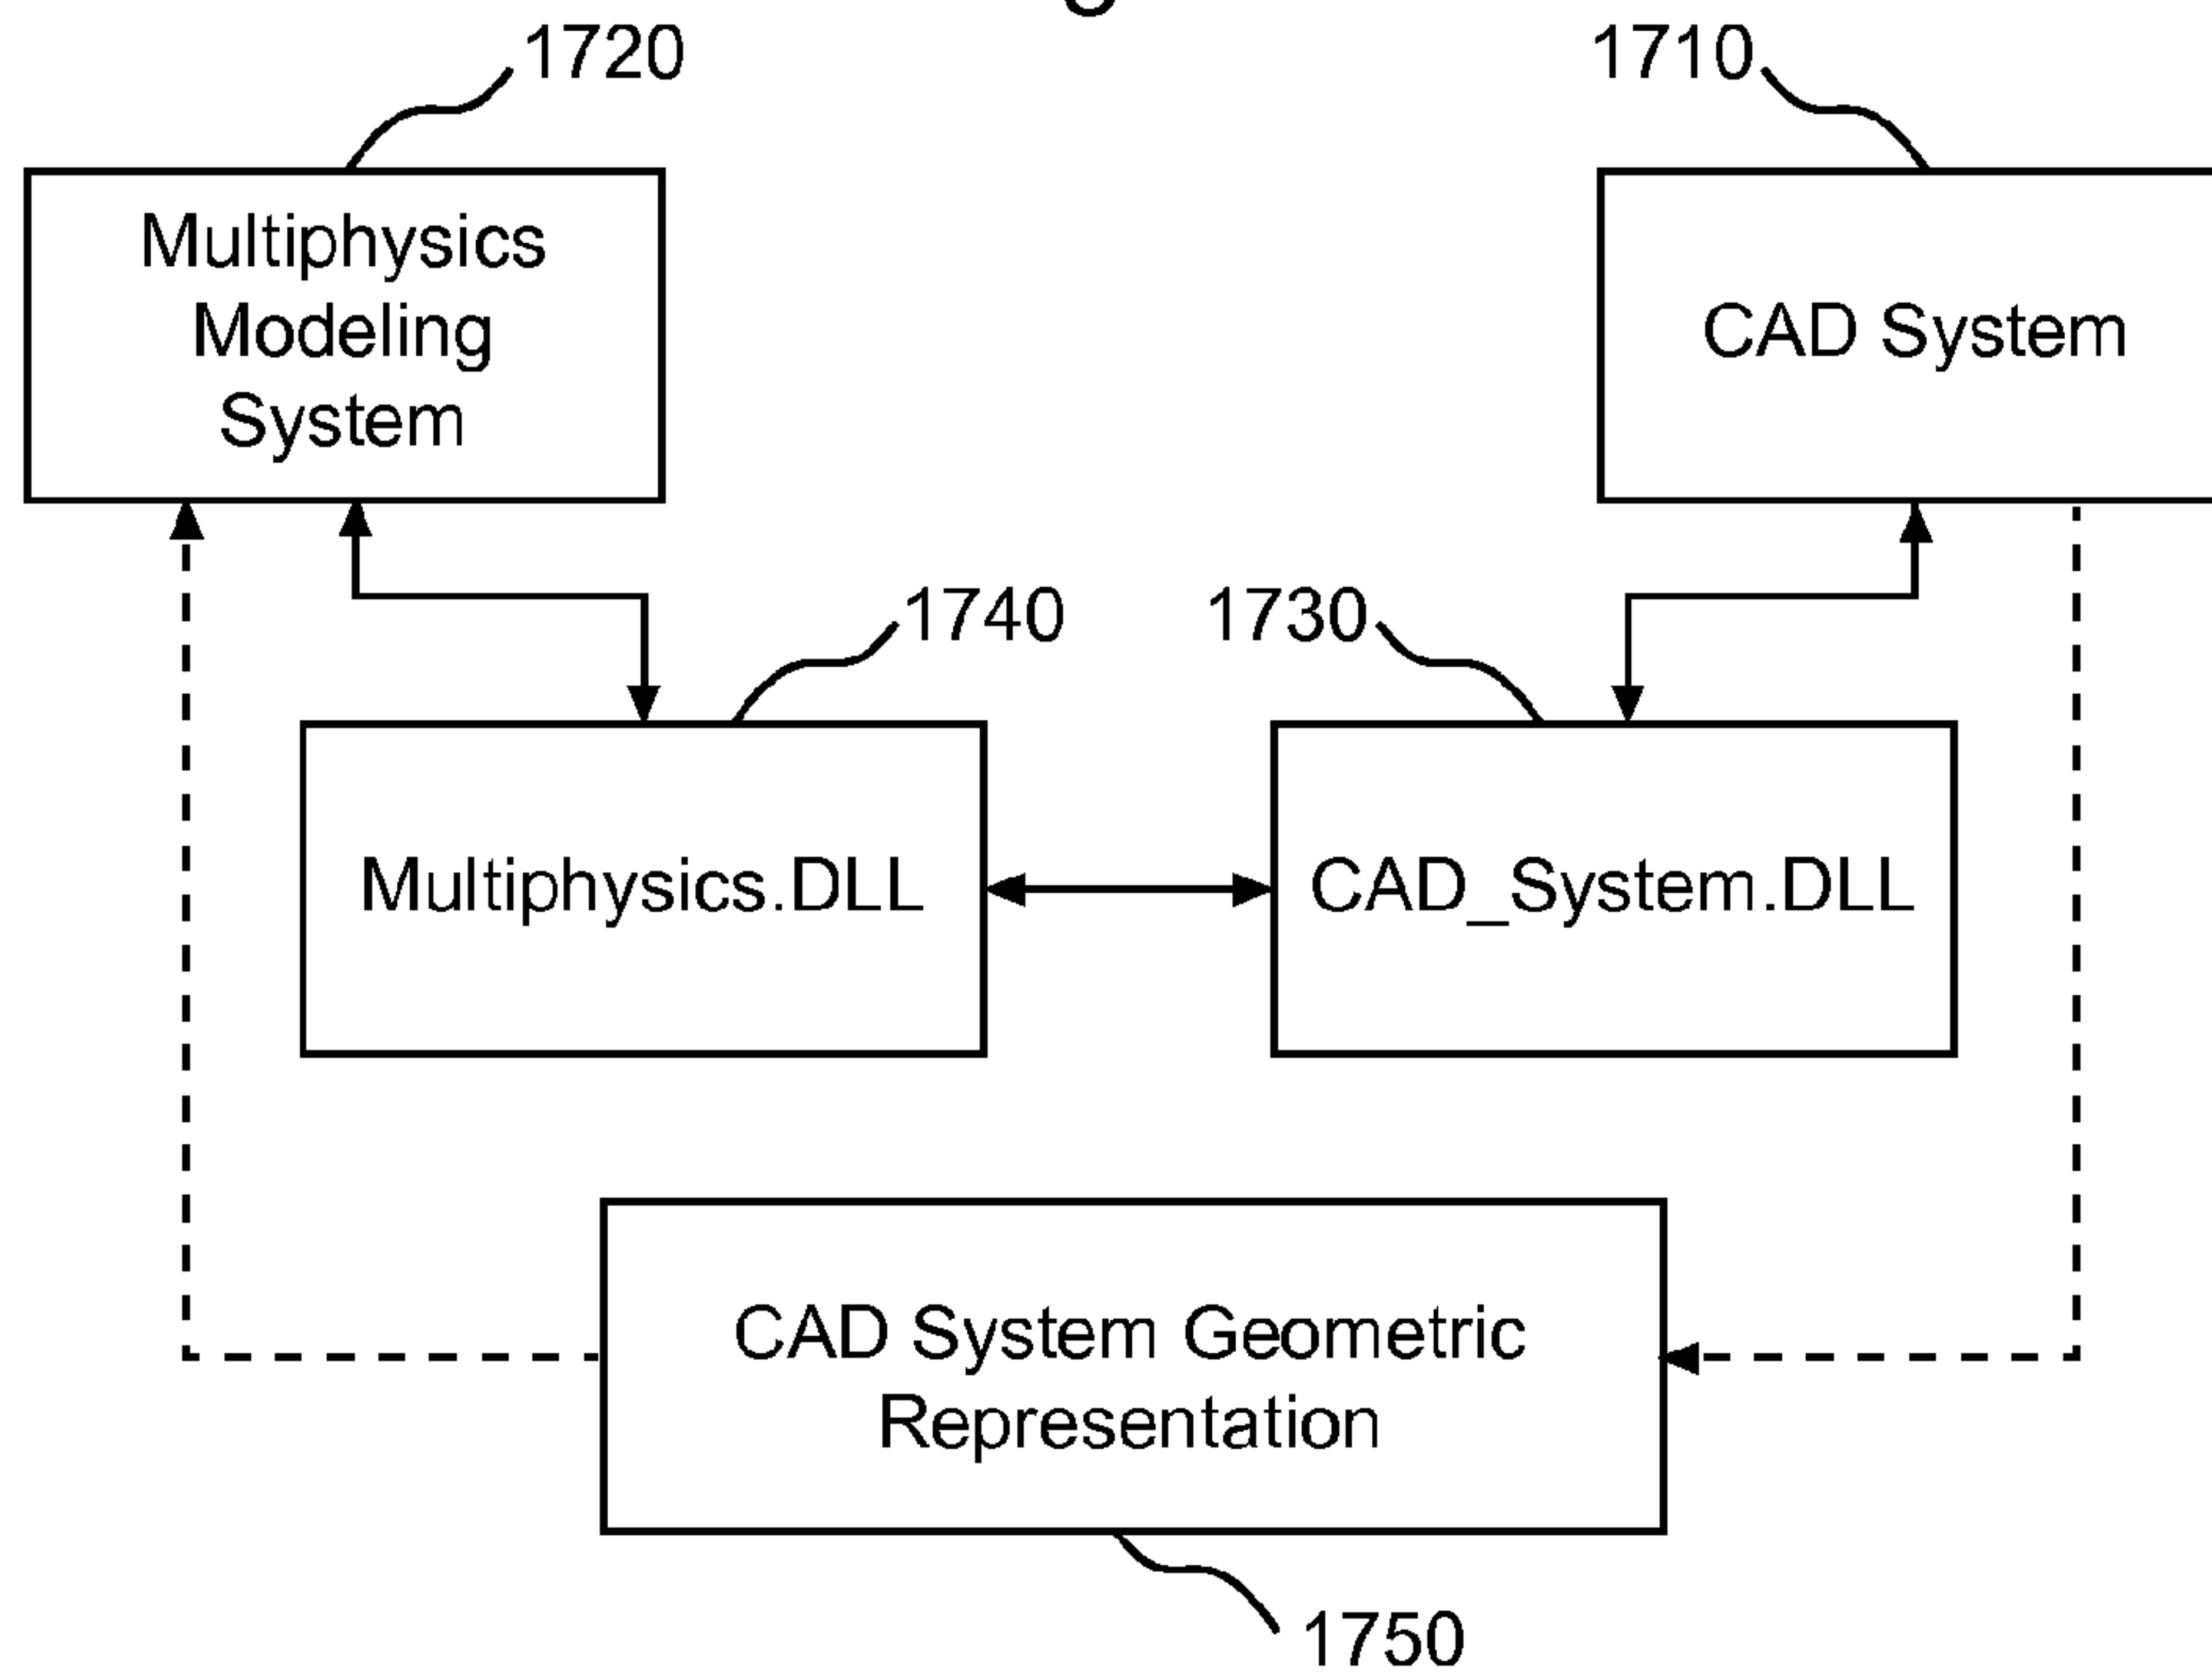 1720
1710
Multiphysics
Modeling
System
CAD System
1740
1730
Multiphysics.DLL
CAD_System.DLL
CAD System Geometric
Representation
1750